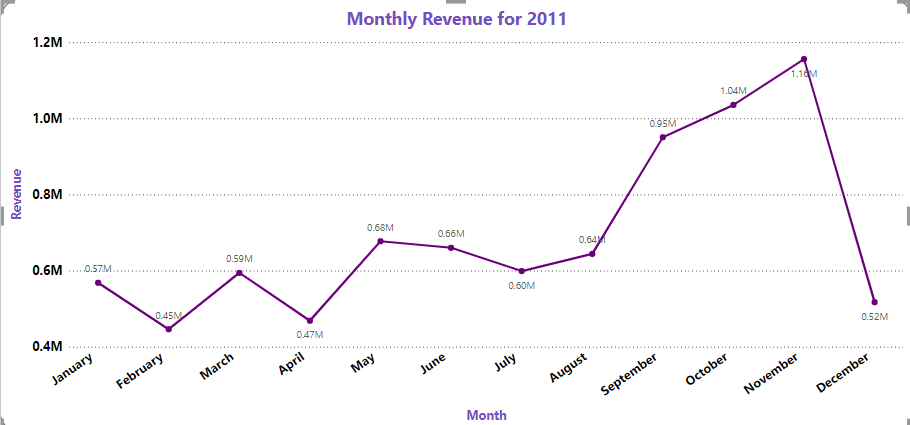 Monthly Revenue for 2011
1.2M
1.0M
0.8M
0.6M
0.4M
Revenue
0.57M
0.45M
0.59M
0.47M
0.68M
0.66M
0.60M
0.64M
0.95M
1.04M
1.16M
0.52M
January
February
March
April
May
June
July
August
September
October
November
December
Month